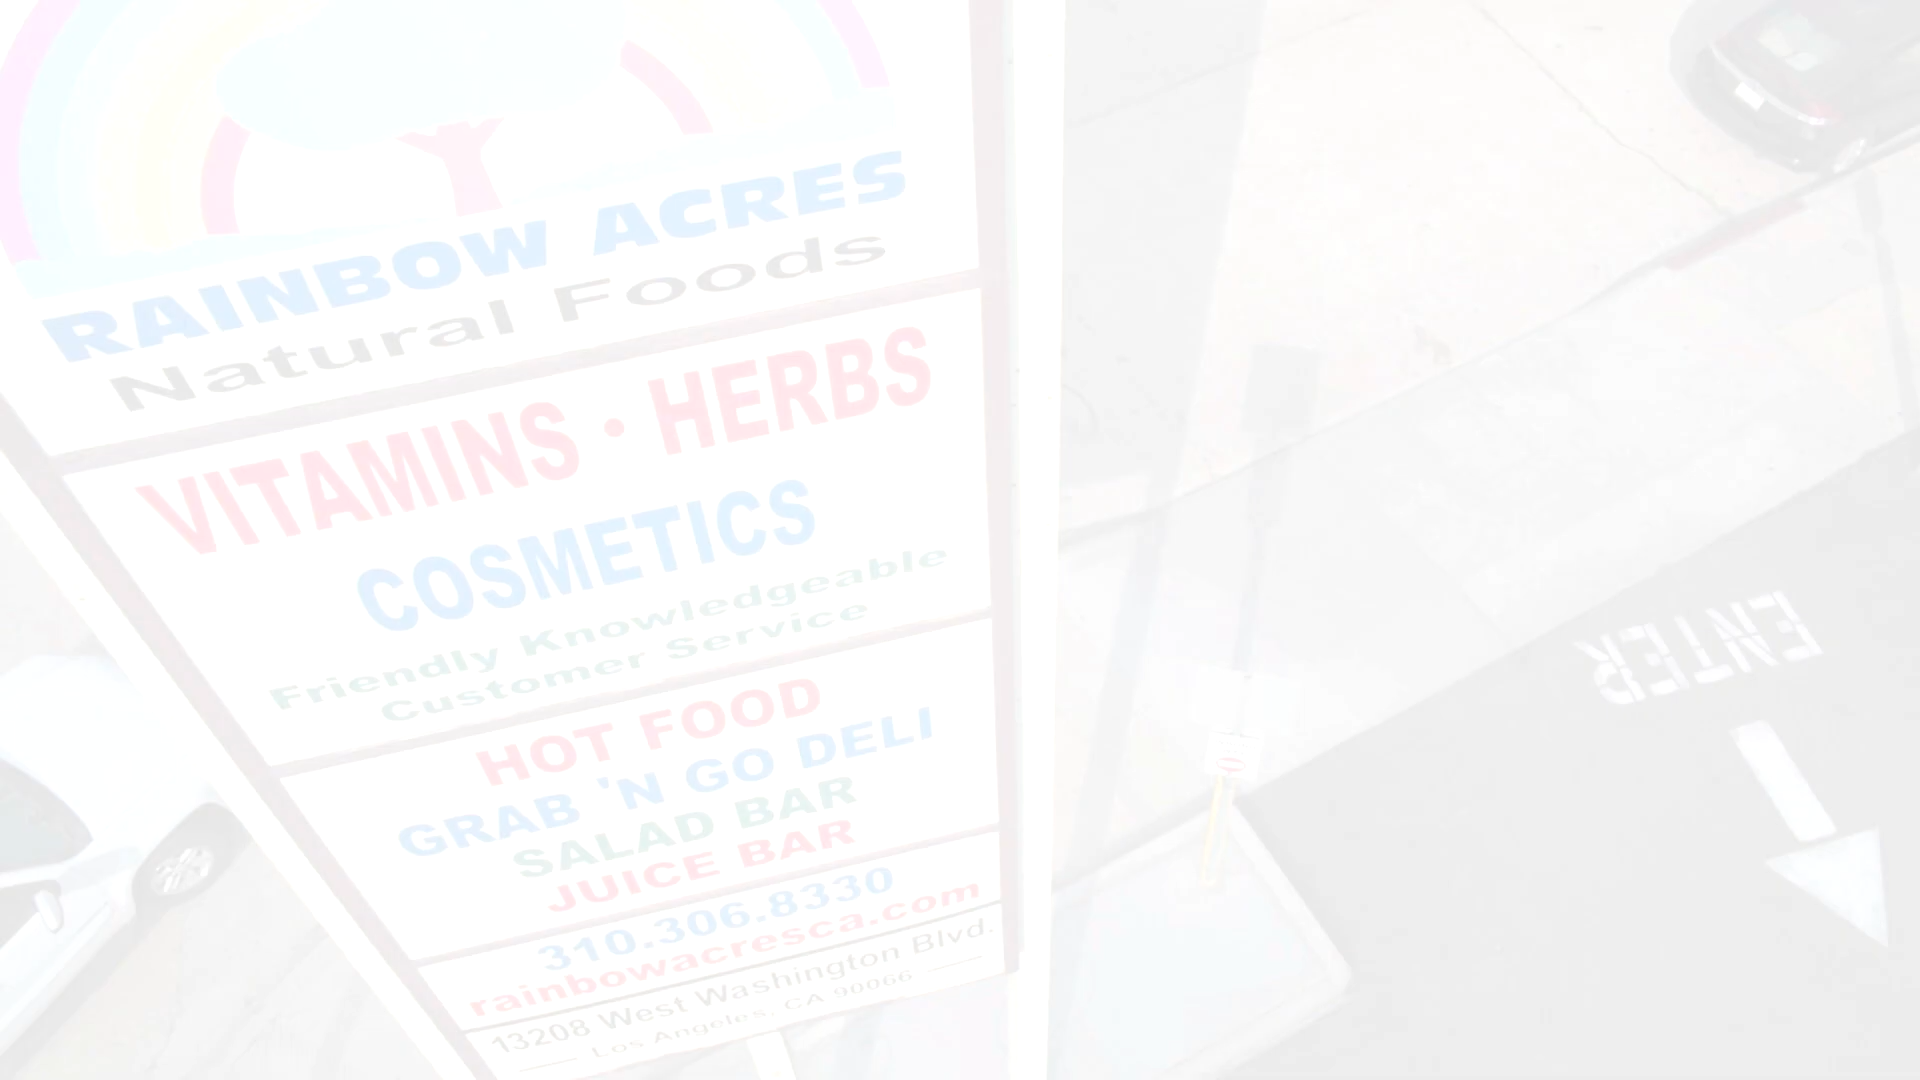 RAINBOW ACRES
Natural Foods
VITAMINS • HERBS
COSMETICS
Friendly Knowledgeable
Customer Service
HOT FOOD
GRAB 'N GO DELI
SALAD BAR
JUICE BAR
310.306.8330
rainbowacresca.com
13208 West Washington Blvd.
Los Angeles, CA 90066
ENTER